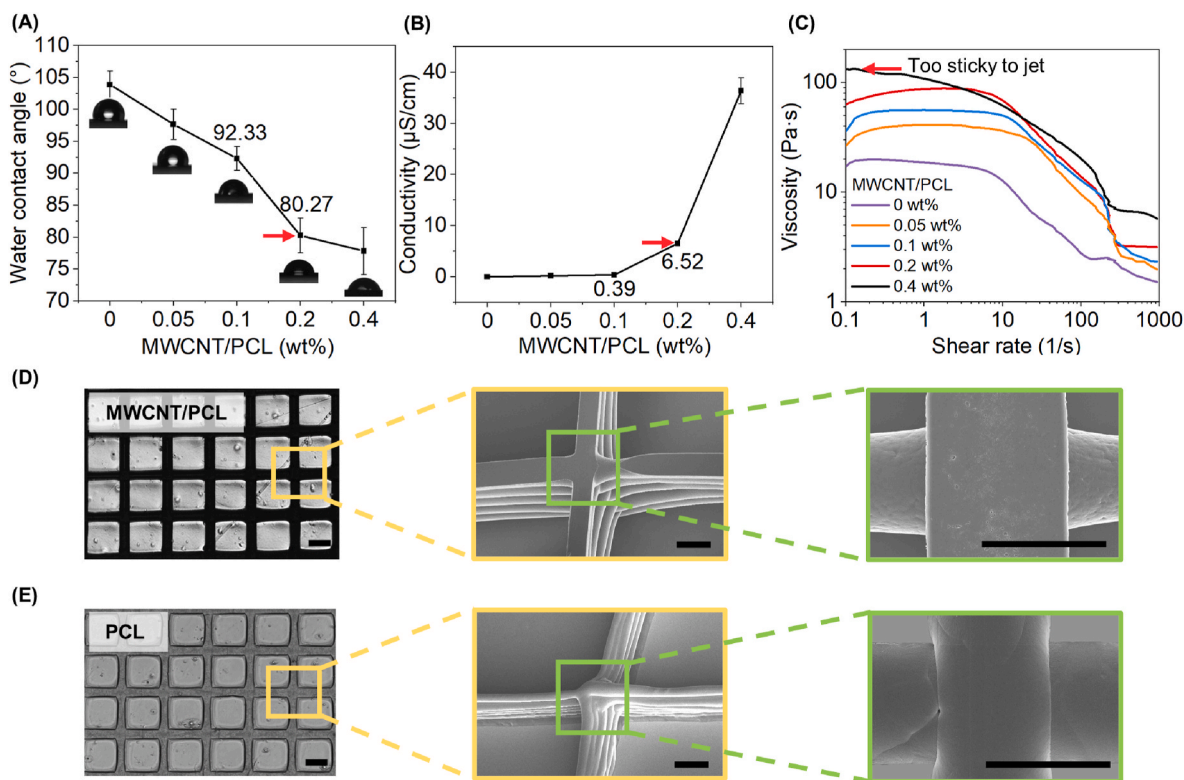 (A)
Water contact angle (°)
110
105
100
95
90
85
80
75
70
92.33
80.27
0
0.05
0.1
0.2
0.4
MWCNT/PCL (wt%)
(B)
Conductivity (µS/cm)
40
30
20
10
0
0.39
6.52
0
0.05
0.1
0.2
0.4
MWCNT/PCL (wt%)
(C)
Viscosity (Pa·s)
100
10
1
Too sticky to jet
MWCNT/PCL
0 wt%
0.05 wt%
0.1 wt%
0.2 wt%
0.4 wt%
0.1
1
10
100
1000
Shear rate (1/s)
(D)
MWCNT/PCL
(E)
PCL